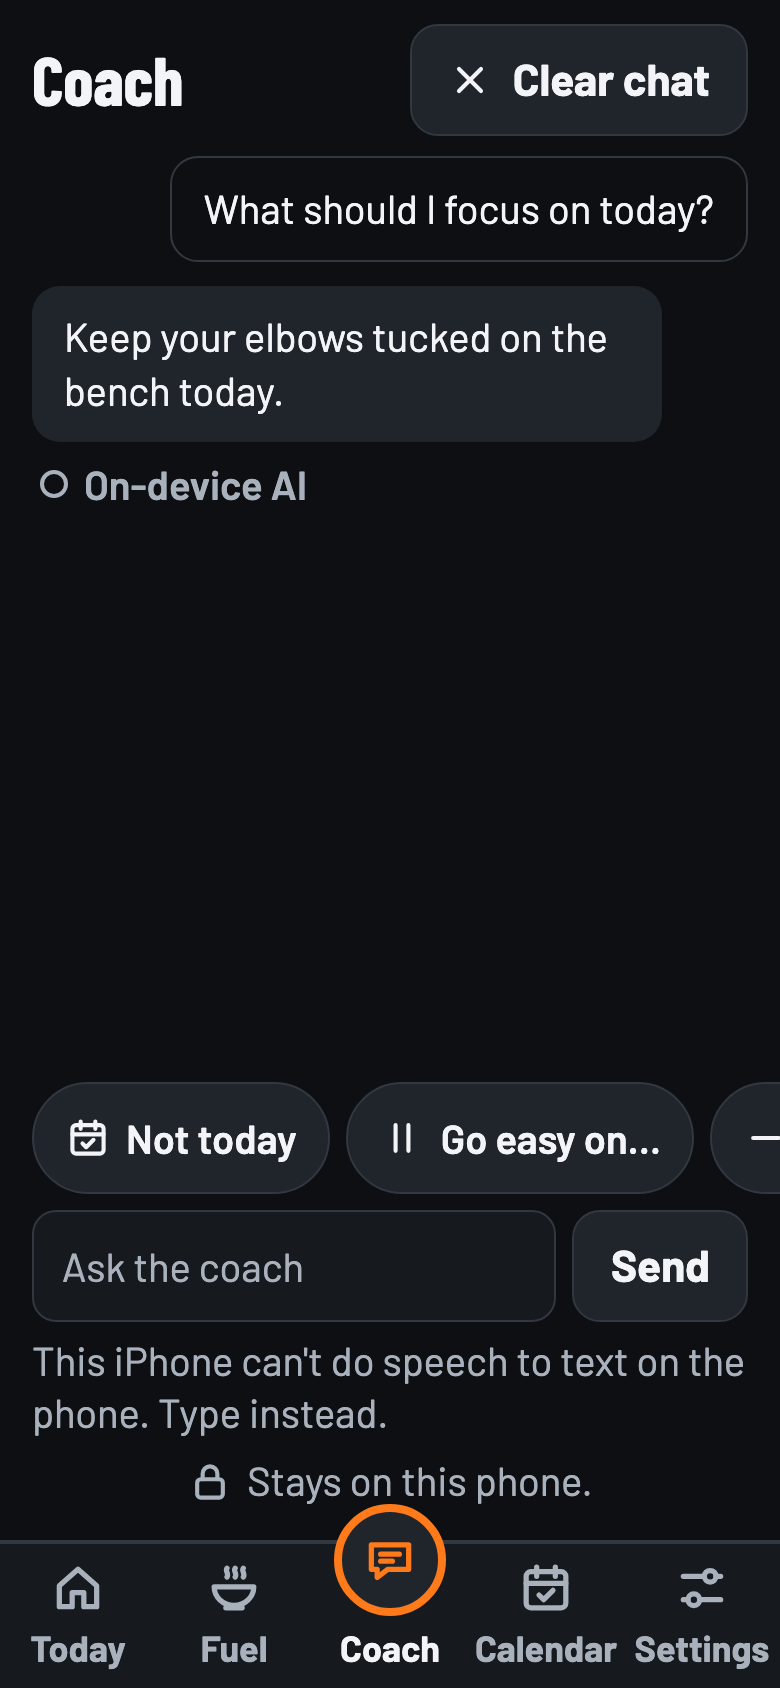 Coach
Clear chat
What should I focus on today?
Keep your elbows tucked on the
bench today.
On-device AI
Not today
Go easy on...
Ask the coach
Send
This iPhone can't do speech to text on the
phone. Type instead.
Stays on this phone.
Today
Fuel
Coach
Calendar
Settings